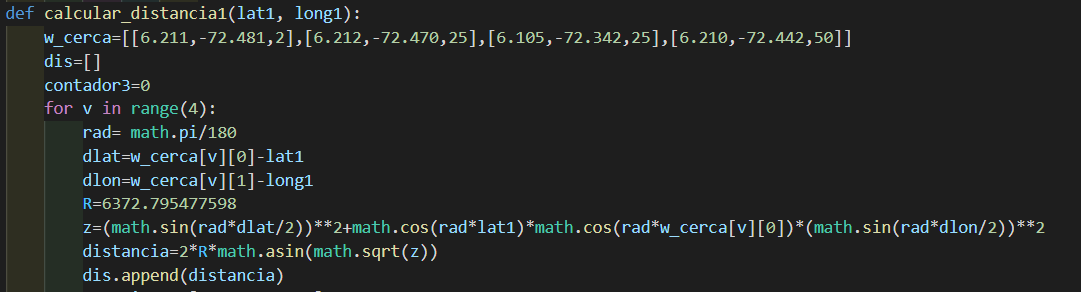 def calcular_distancia1(lat1, long1):
    w_cerca=[[6.211,-72.481,2],[6.212,-72.470,25],[6.105,-72.342,25],[6.210,-72.442,50]]
    dis=[]
    contador3=0
    for v in range(4):
        rad= math.pi/180
        dlat=w_cerca[v][0]-lat1
        dlon=w_cerca[v][1]-long1
        R=6372.795477598
        z=(math.sin(rad*dlat/2))**2+math.cos(rad*lat1)*math.cos(rad*w_cerca[v][0])*(math.sin(rad*dlon/2))**2
        distancia=2*R*math.asin(math.sqrt(z))
        dis.append(distancia)